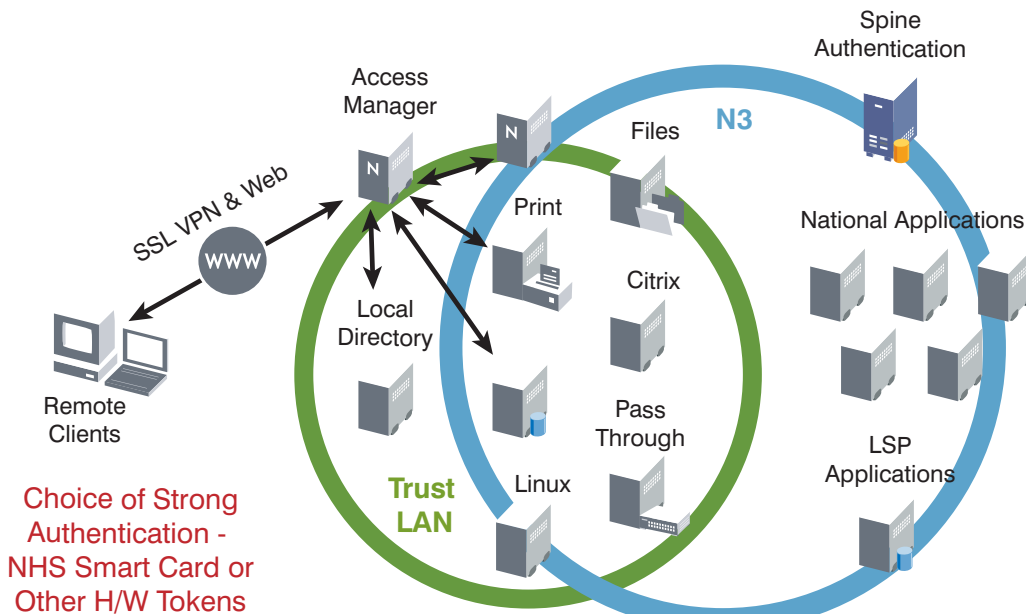 Spine
Authentication
Access
Manager
N
N
N3
Files
SSL VPN & Web
Print
WWW
National Applications
Citrix
Local
Directory
Remote
Clients
Pass
Through
LSP
Applications
Trust
LAN
Linux
Choice of Strong
Authentication -
NHS Smart Card or
Other H/W Tokens